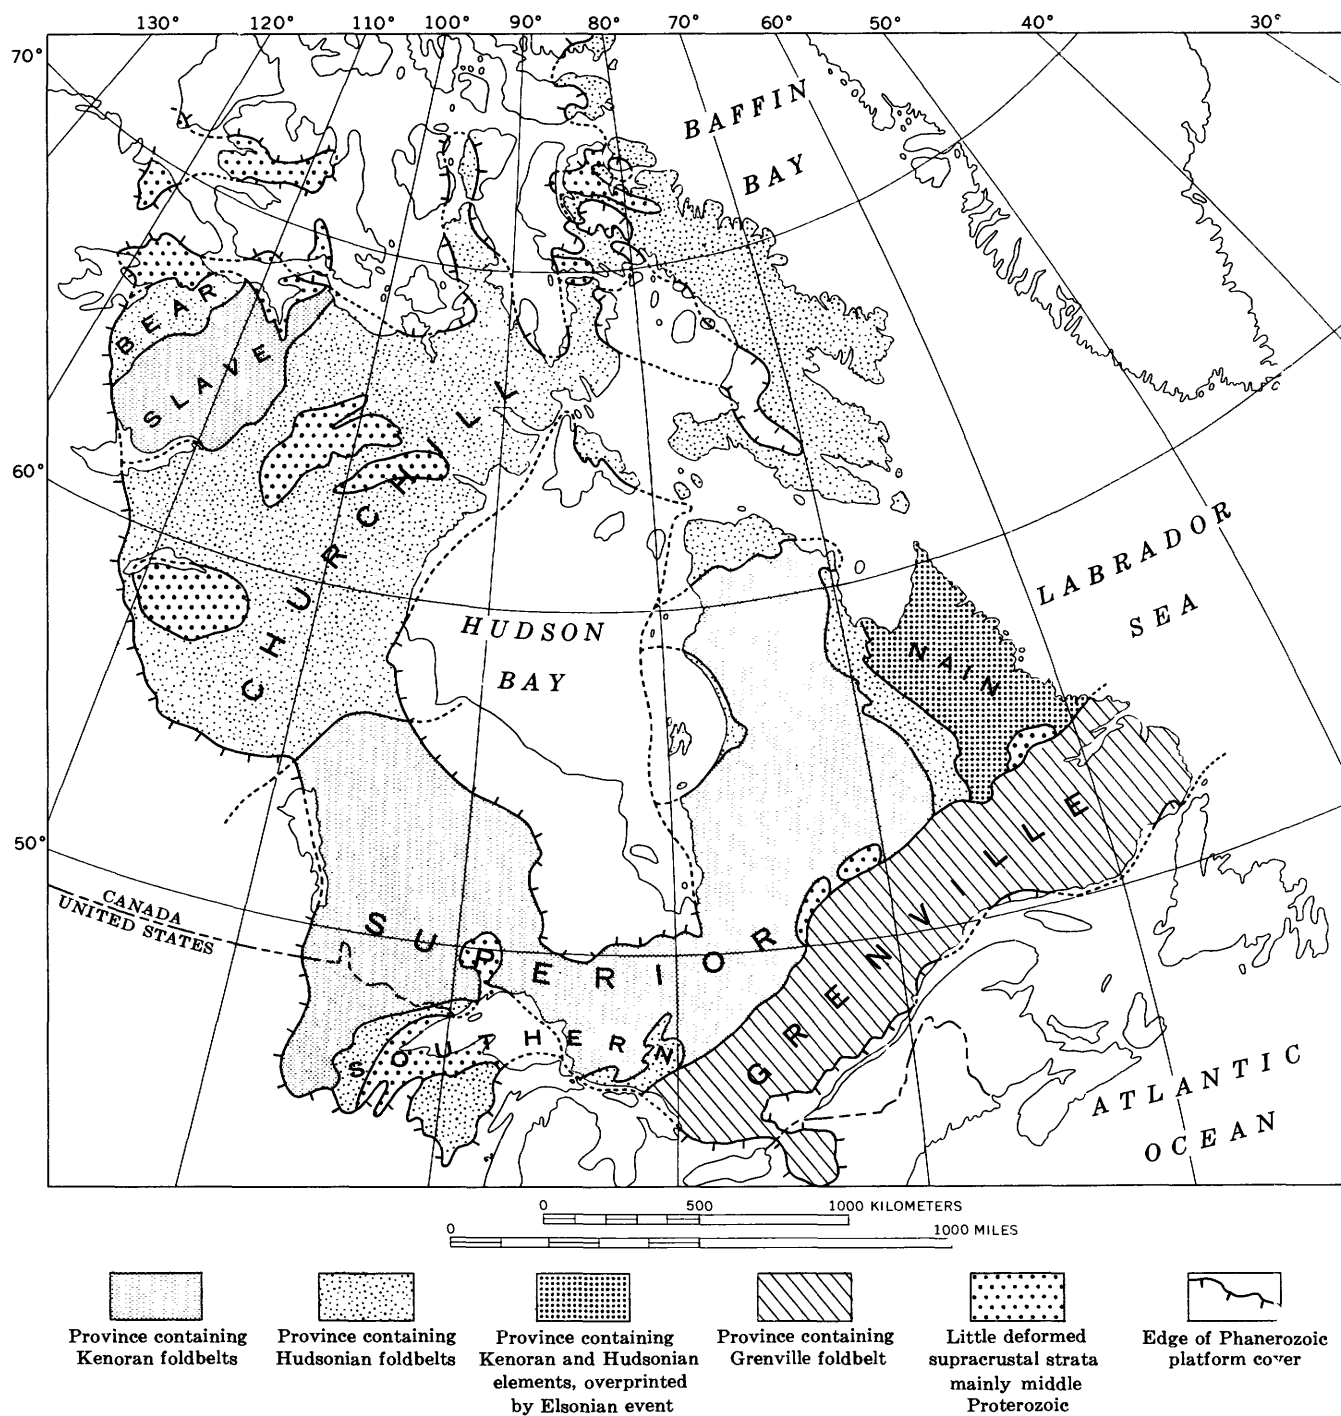 130° 120° 110° 100° 90° 80° 70° 60° 50° 40° 30°
70°
BAFFIN
BAY
BEAR
SLAVE
CHURCHILL
60°
LABRADOR
SEA
HUDSON
BAY
NAIN
50°
CANADA
UNITED STATES
SUPERIOR
GRENVILLE
SOUTHERN
ATLANTIC
OCEAN
0 500 1000 KILOMETERS
0 1000 MILES
Province containing
Kenoran foldbelts
Province containing
Hudsonian foldbelts
Province containing
Kenoran and Hudsonian
elements, overprinted
by Elsonian event
Province containing
Grenville foldbelt
Little deformed
supracrustal strata
mainly middle
Proterozoic
Edge of Phanerozoic
platform cover